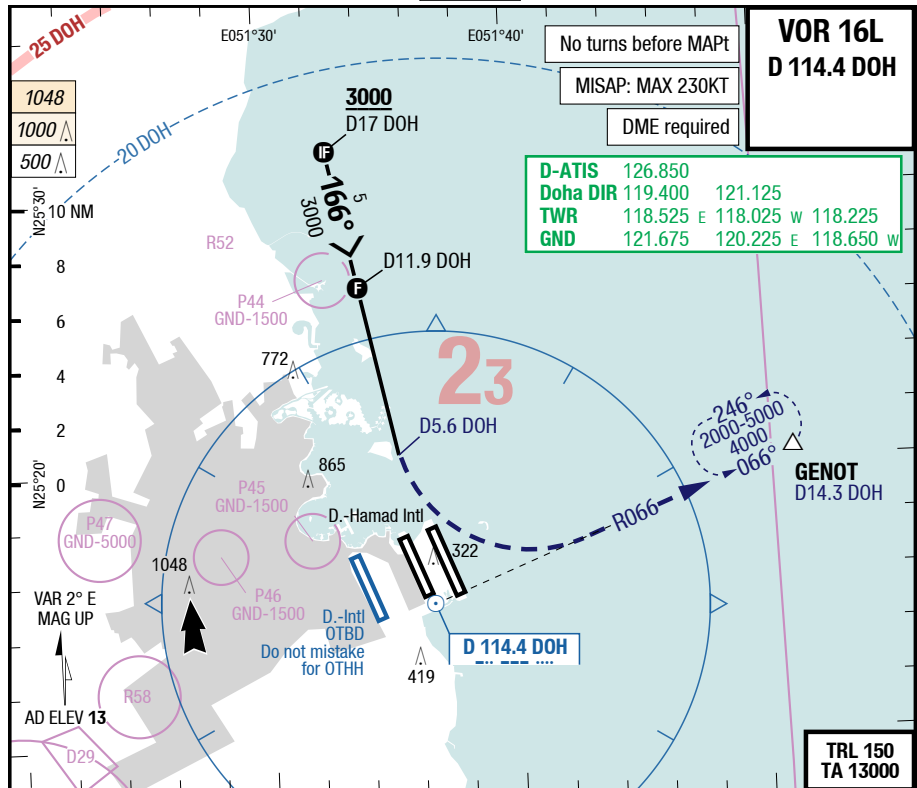 25 DOH
E051°30'
E051°40'
No turns before MAPt
MISAP: MAX 230KT
DME required
VOR 16L
D 114.4 DOH
1048
1000
500
20 DOH
3000
D17 DOH
IF
5
166°
3000
D-ATIS 126.850
Doha DIR 119.400 121.125
TWR 118.525 E 118.025 W 118.225
GND 121.675 120.225 E 118.650 W
N25°30'
10 NM
8
6
4
2
0
N25°20'
R52
D11.9 DOH
F
P44
GND-1500
772
23
D5.6 DOH
246°
2000-5000
4000
066°
GENOT
D14.3 DOH
R066
865
P45
GND-1500
D.-Hamad Intl
P47
GND-5000
322
1048
P46
GND-1500
VAR 2° E
MAG UP
D.-Intl
OTBD
Do not mistake
for OTHH
D 114.4 DOH
419
R58
AD ELEV 13
D29
TRL 150
TA 13000